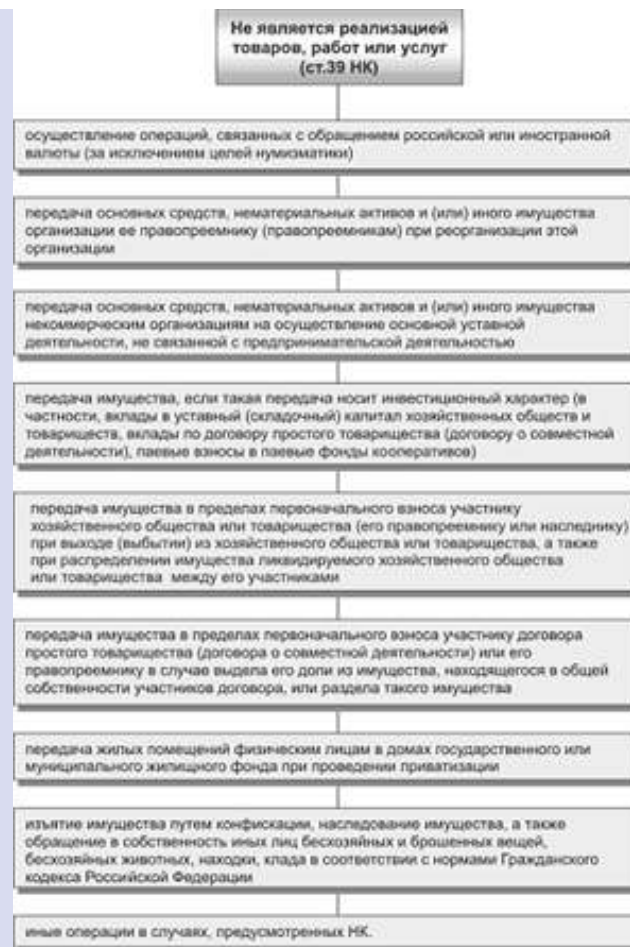 Не является реализацией
товаров, работ или услуг
(ст.39 НК)
осуществление операций, связанных с обращением российской или иностранной
валюты (за исключением целей нумизматики)
передача основных средств, нематериальных активов и (или) иного имущества
организации ее правопреемнику (правопреемникам) при реорганизации этой
организации
передача основных средств, нематериальных активов и (или) иного имущества
некоммерческим организациям на осуществление основной уставной
деятельности, не связанной с предпринимательской деятельностью
передача имущества, если такая передача носит инвестиционный характер (в
частности, вклады в уставный (складочный) капитал хозяйственных обществ и
товариществ, вклады по договору простого товарищества (договору о совместной
деятельности), паевые взносы в паевые фонды кооперативов)
передача имущества в пределах первоначального взноса участнику
хозяйственного общества или товарищества (его правопреемнику или наследнику)
при выходе (выбытии) из хозяйственного общества или товарищества, а также
при распределении имущества ликвидируемого хозяйственного общества
или товарищества между его участниками
передача имущества в пределах первоначального взноса участнику договора
простого товарищества (договора о совместной деятельности) или его
правопреемнику в случае выдела его доли из имущества, находящегося в общей
собственности участников договора, или раздела такого имущества
передача жилых помещений физическим лицам в домах государственного или
муниципального жилищного фонда при проведении приватизации
изъятие имущества путем конфискации, наследование имущества, а также
обращение в собственность иных лиц бесхозяйных и брошенных вещей,
бесхозяйных животных, находки, клада в соответствии с нормами Гражданского
кодекса Российской Федерации
иные операции в случаях, предусмотренных НК.